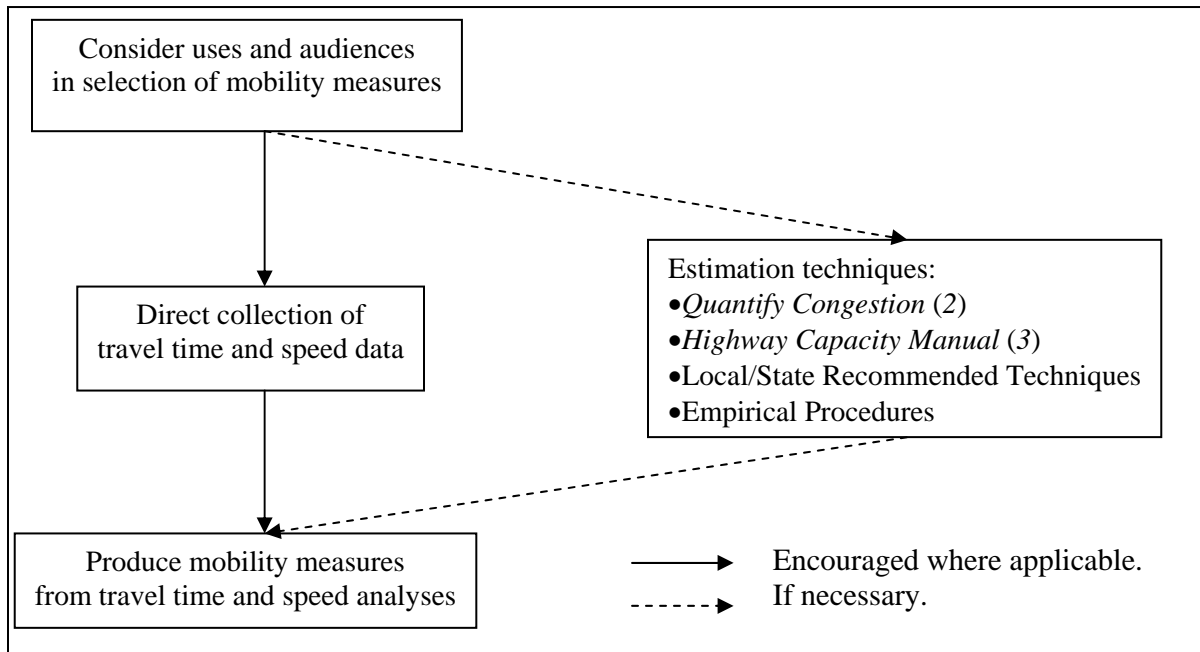 Consider uses and audiences
in selection of mobility measures
Direct collection of
travel time and speed data
Estimation techniques:
•Quantify Congestion (2)
•Highway Capacity Manual (3)
•Local/State Recommended Techniques
•Empirical Procedures
Produce mobility measures
from travel time and speed analyses
Encouraged where applicable.
If necessary.